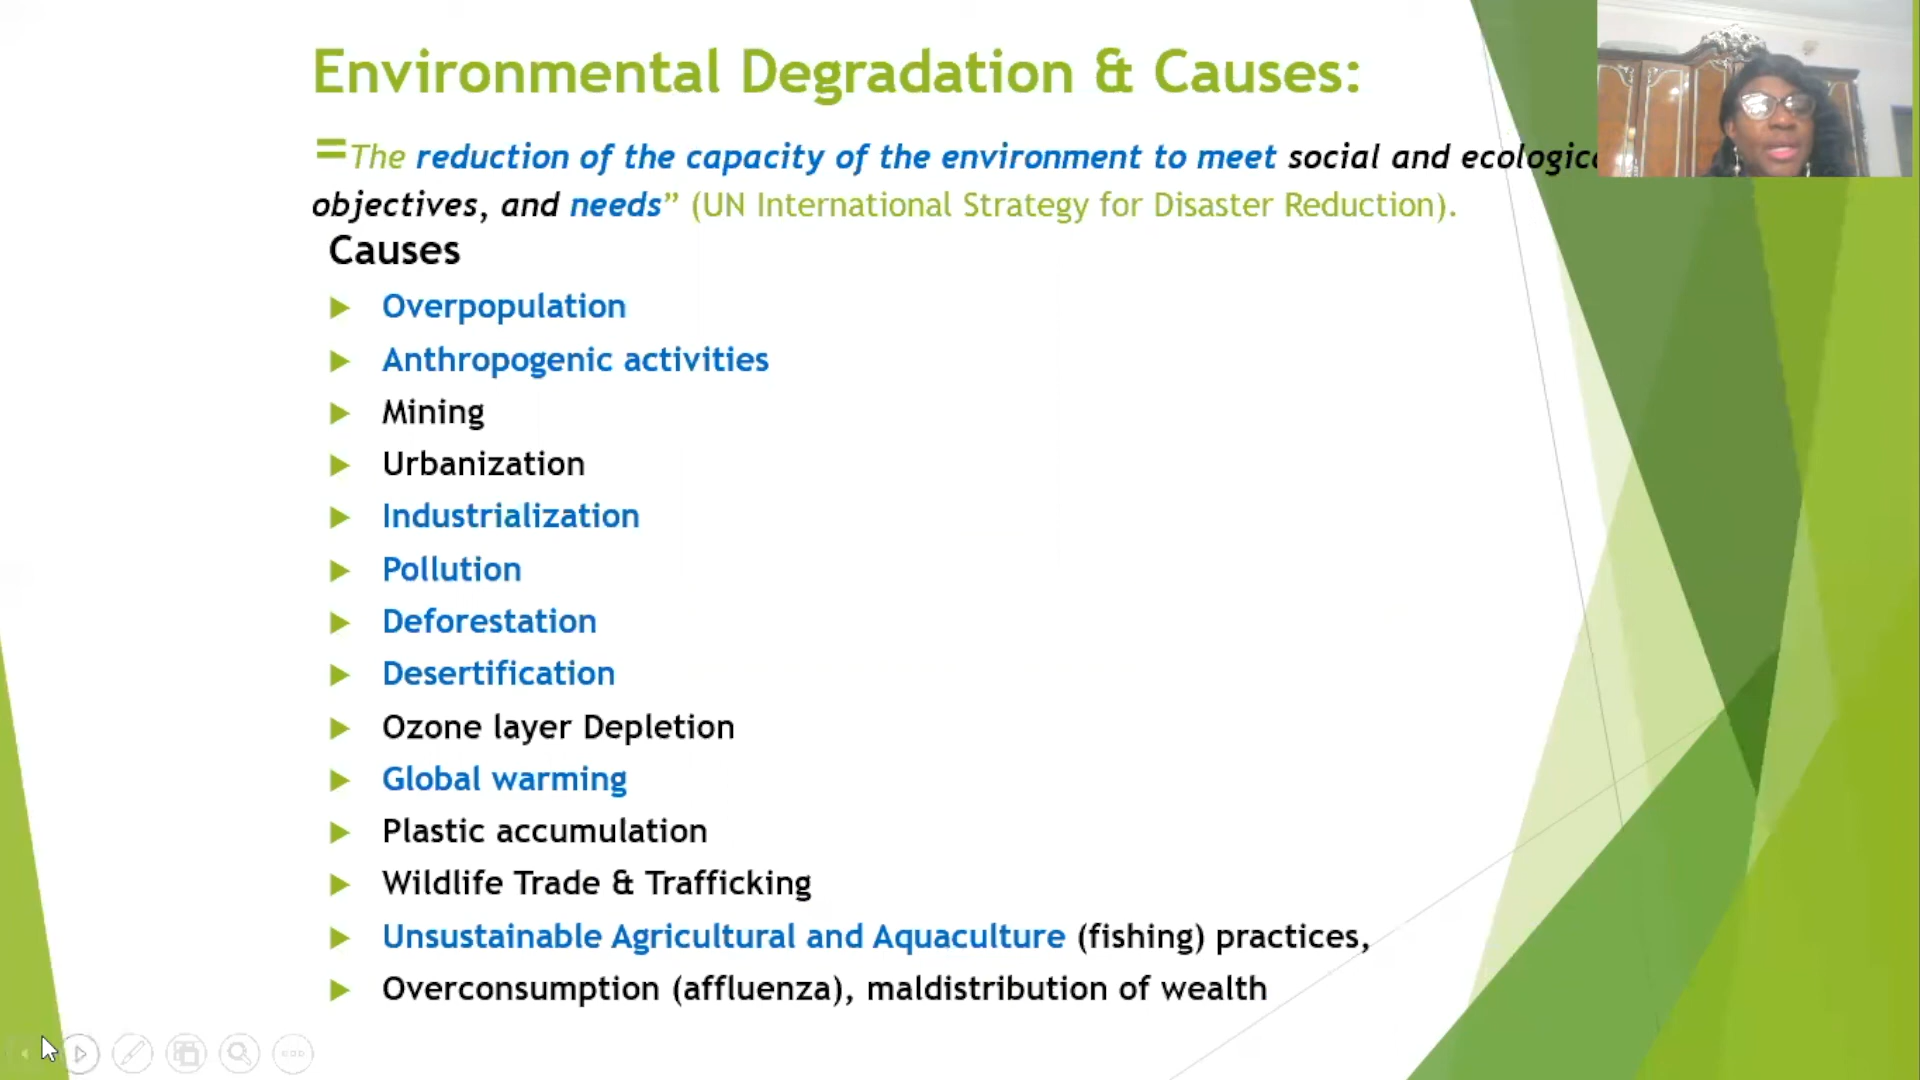 Environmental Degradation & Causes:
=The reduction of the capacity of the environment to meet social and
objectives, and needs” (UN International Strategy for Disaster Reduction).
Causes
Overpopulation
Anthropogenic activities
Mining
Urbanization
Industrialization
Pollution
Deforestation
Desertification
Ozone layer Depletion
Global warming
Plastic accumulation
Wildlife Trade & Trafficking
Unsustainable Agricultural and Aquaculture (fishing) practices,
Overconsumption (affluenza), maldistribution of wealth